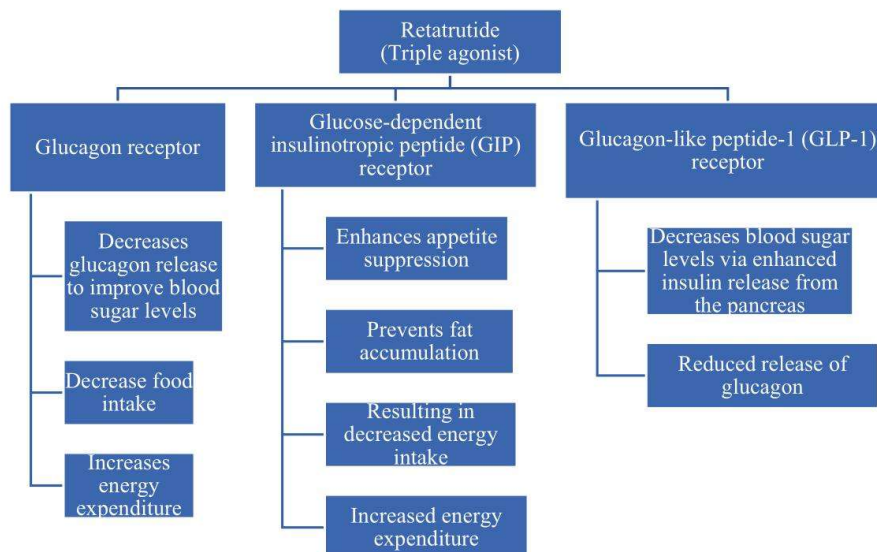 Retatrutide
(Triple agonist)
Glucagon receptor
Glucose-dependent
insulinotropic peptide (GIP)
receptor
Glucagon-like peptide-1 (GLP-1)
receptor
Decreases
glucagon release
to improve blood
sugar levels
Decrease food
intake
Increases
energy
expenditure
Enhances appetite
suppression
Prevents fat
accumulation
Resulting in
decreased energy
intake
Increased energy
expenditure
Decreases blood sugar
levels via enhanced
insulin release from
the pancreas
Reduced release of
glucagon